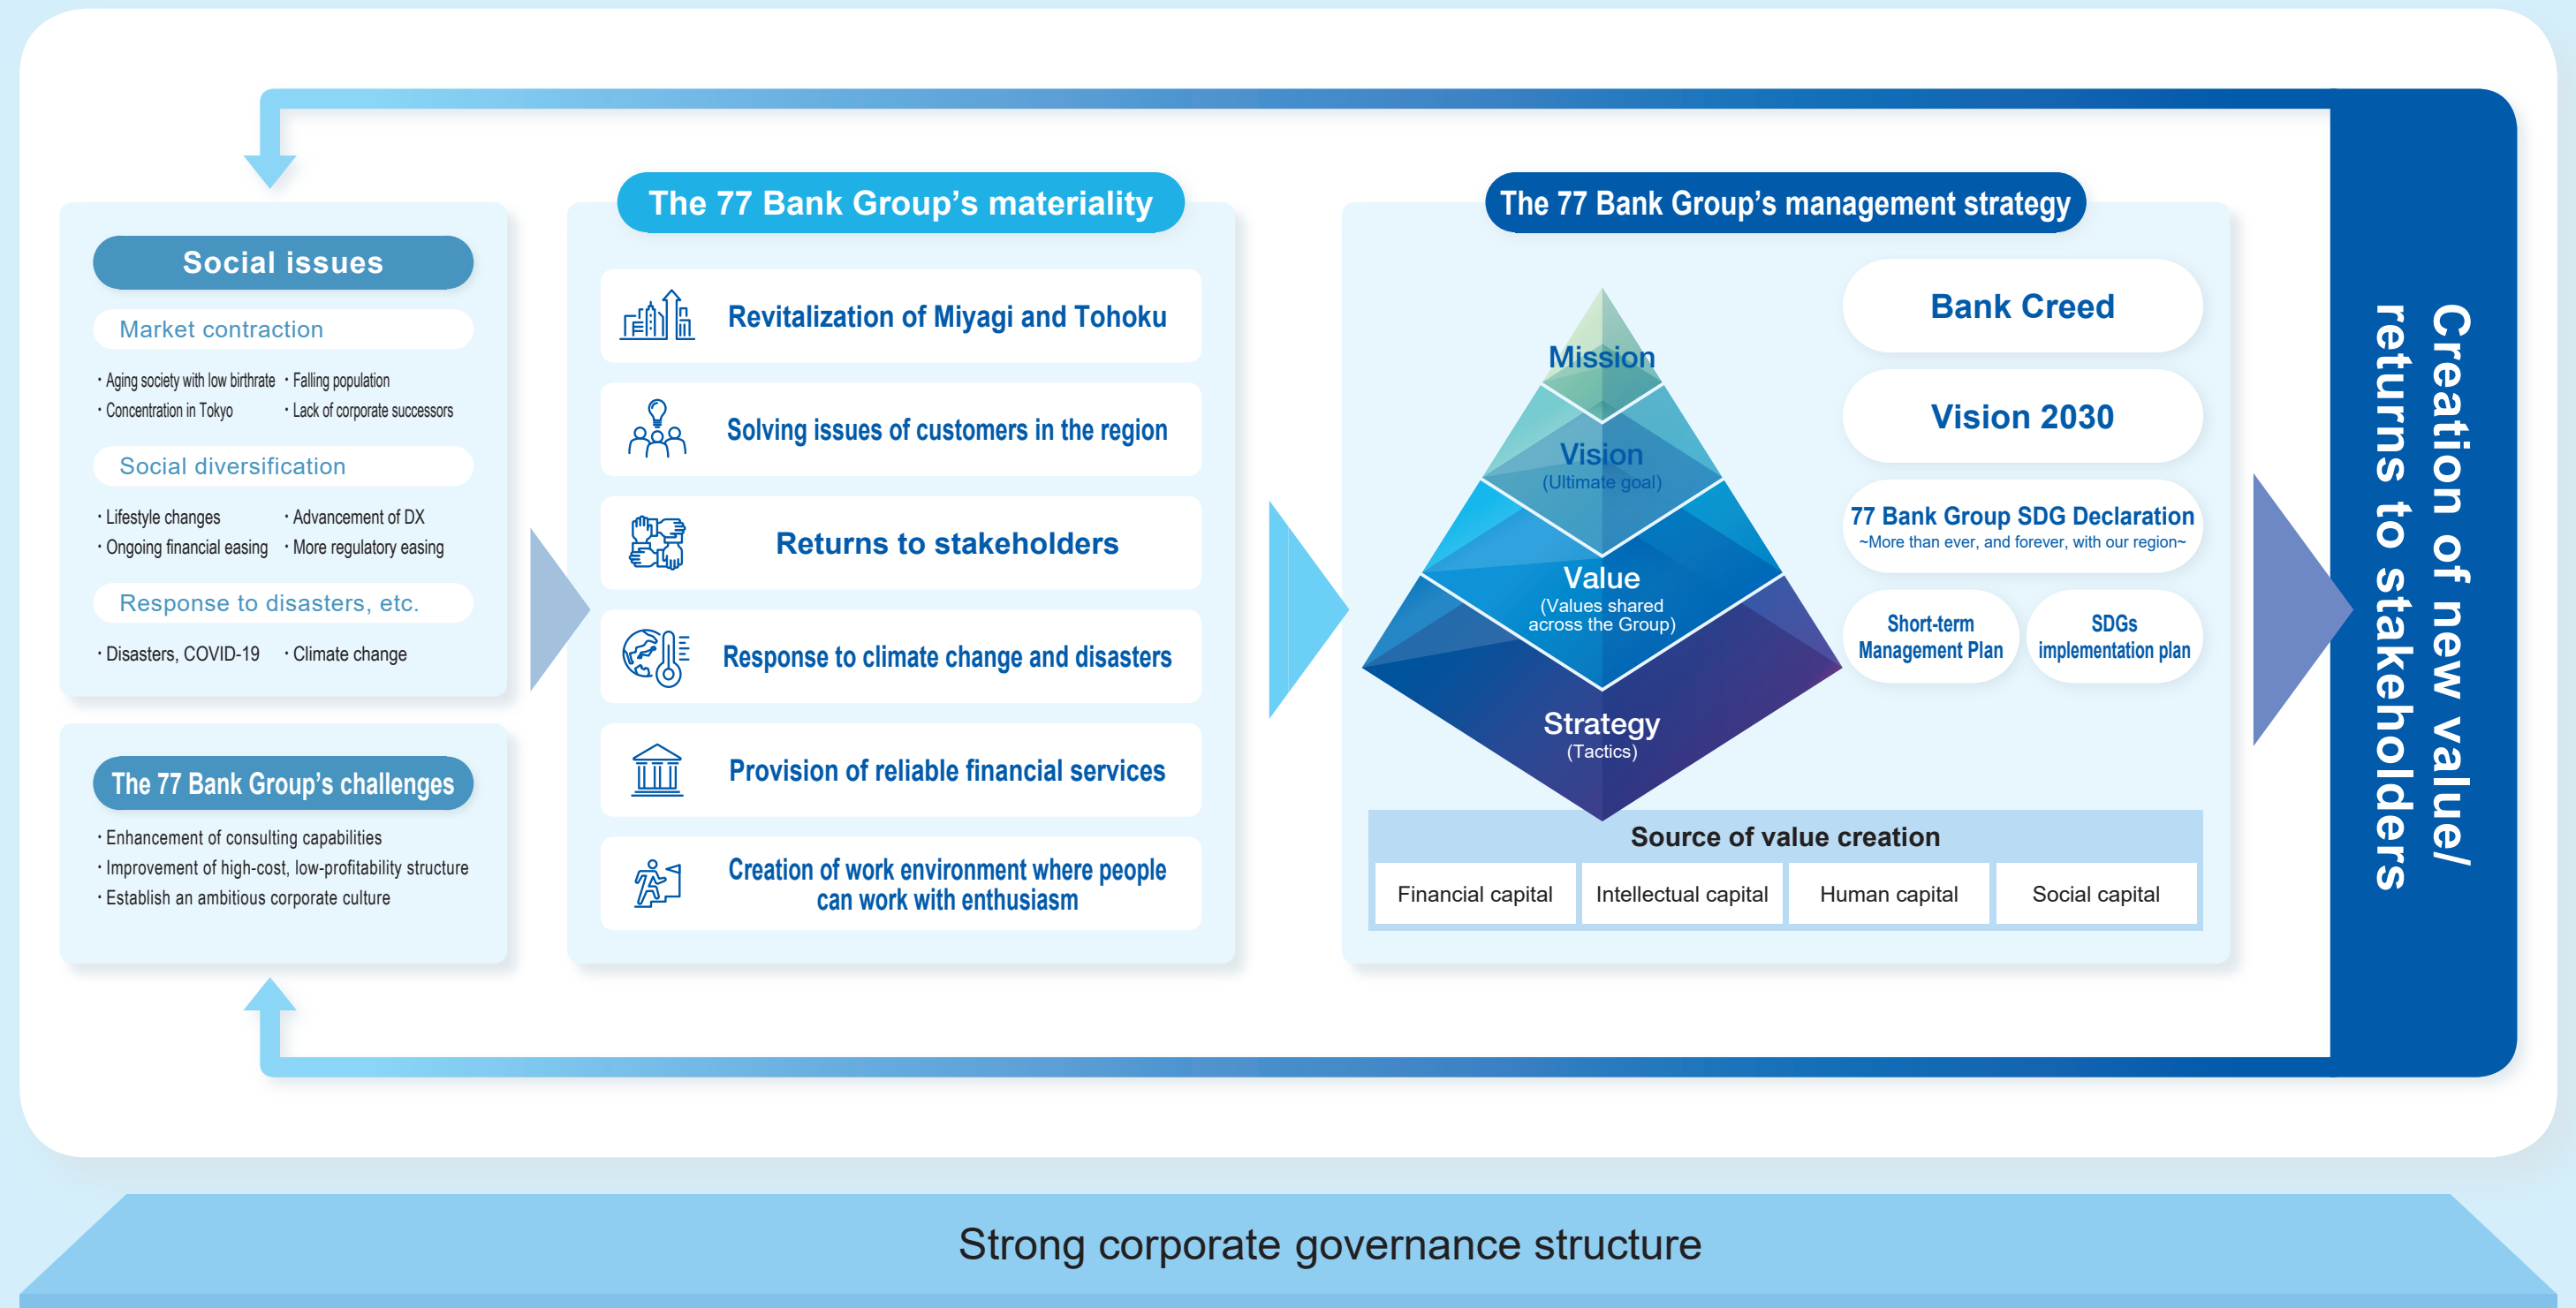 Social issues
Market contraction
・Aging society with low birthrate ・Falling population
・Concentration in Tokyo ・Lack of corporate successors
Social diversification
・Lifestyle changes ・Advancement of DX
・Ongoing financial easing ・More regulatory easing
Response to disasters, etc.
・Disasters, COVID-19 ・Climate change
The 77 Bank Group’s challenges
・Enhancement of consulting capabilities
・Improvement of high-cost, low-profitability structure
・Establish an ambitious corporate culture
The 77 Bank Group’s materiality
Revitalization of Miyagi and Tohoku
Solving issues of customers in the region
Returns to stakeholders
Response to climate change and disasters
Provision of reliable financial services
Creation of work environment where people
can work with enthusiasm
The 77 Bank Group’s management strategy
Mission
Vision
(Ultimate goal)
Value
(Values shared
across the Group)
Strategy
(Tactics)
Bank Creed
Vision 2030
77 Bank Group SDG Declaration
~More than ever, and forever, with our region~
Short-term
Management Plan
SDGs
implementation plan
Source of value creation
Financial capital
Intellectual capital
Human capital
Social capital
Creation of new value/
returns to stakeholders
Strong corporate governance structure